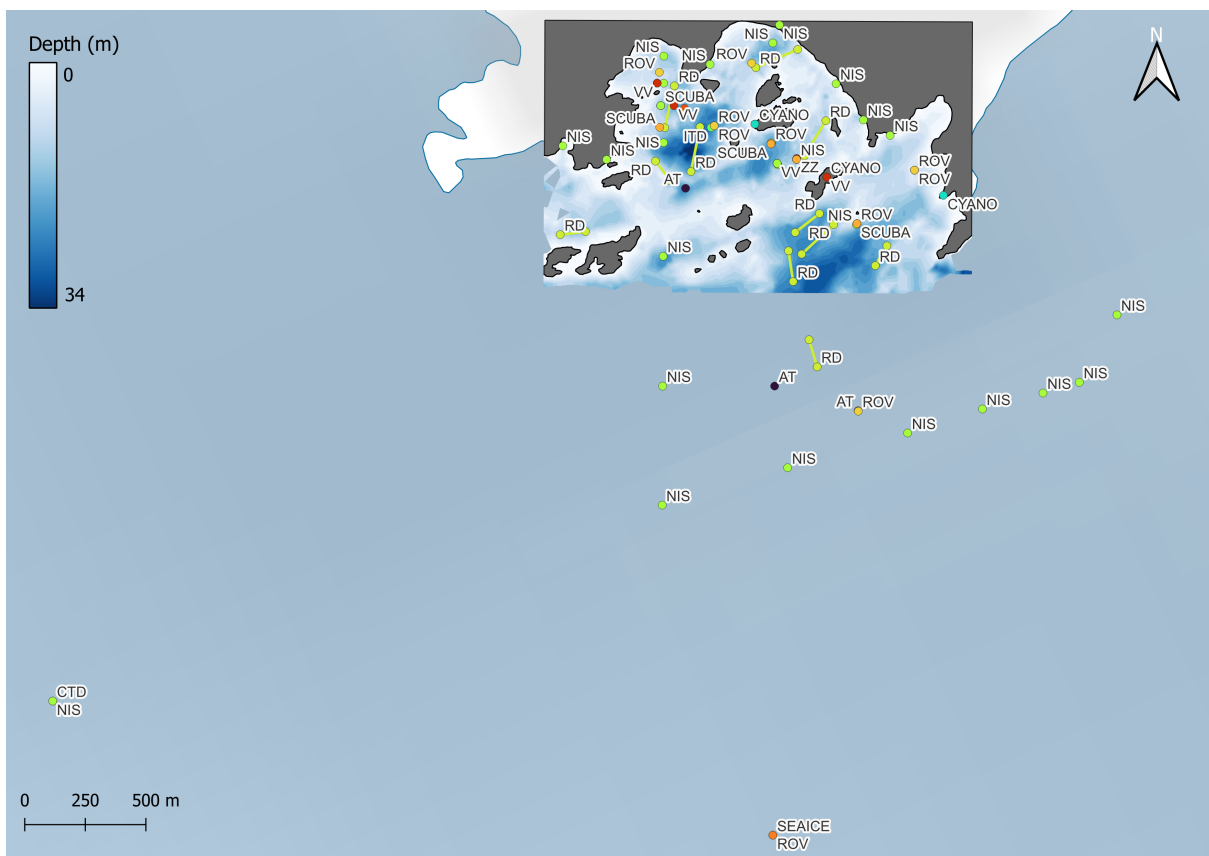 Depth (m)
0
34
N
NIS
NIS
NIS
NIS
ROV
RD
ROV
RD
NIS
VV
SCUBA
VV
CYANO
RD
NIS
SCUBA
ROV
ITD
ROV
ROV
NIS
NIS
NIS
SCUBA
NIS
NIS
RD
AT
RD
VV
ZZ
CYANO
VV
ROV
ROV
CYANO
RD
NIS
ROV
RD
SCUBA
RD
NIS
RD
RD
NIS
RD
NIS
AT
NIS
NIS
AT
ROV
NIS
NIS
NIS
NIS
CTD
NIS
0
250
500 m
SEAICE
ROV